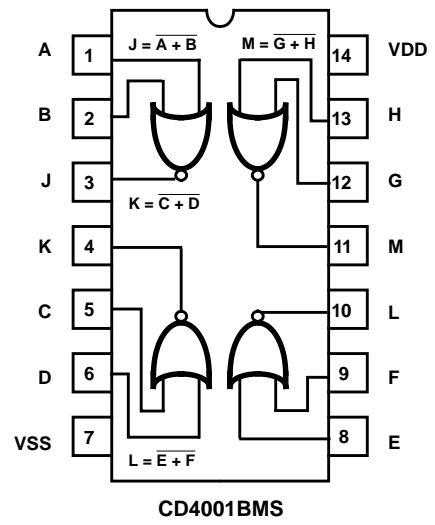 J = A + B M = G + H
A 1 14 VDD
B 2 13 H
J 3 12 G
K = C + D
K 4 11 M
C 5 10 L
D 6 9 F
VSS 7 8 E
L = E + F
CD4001BMS